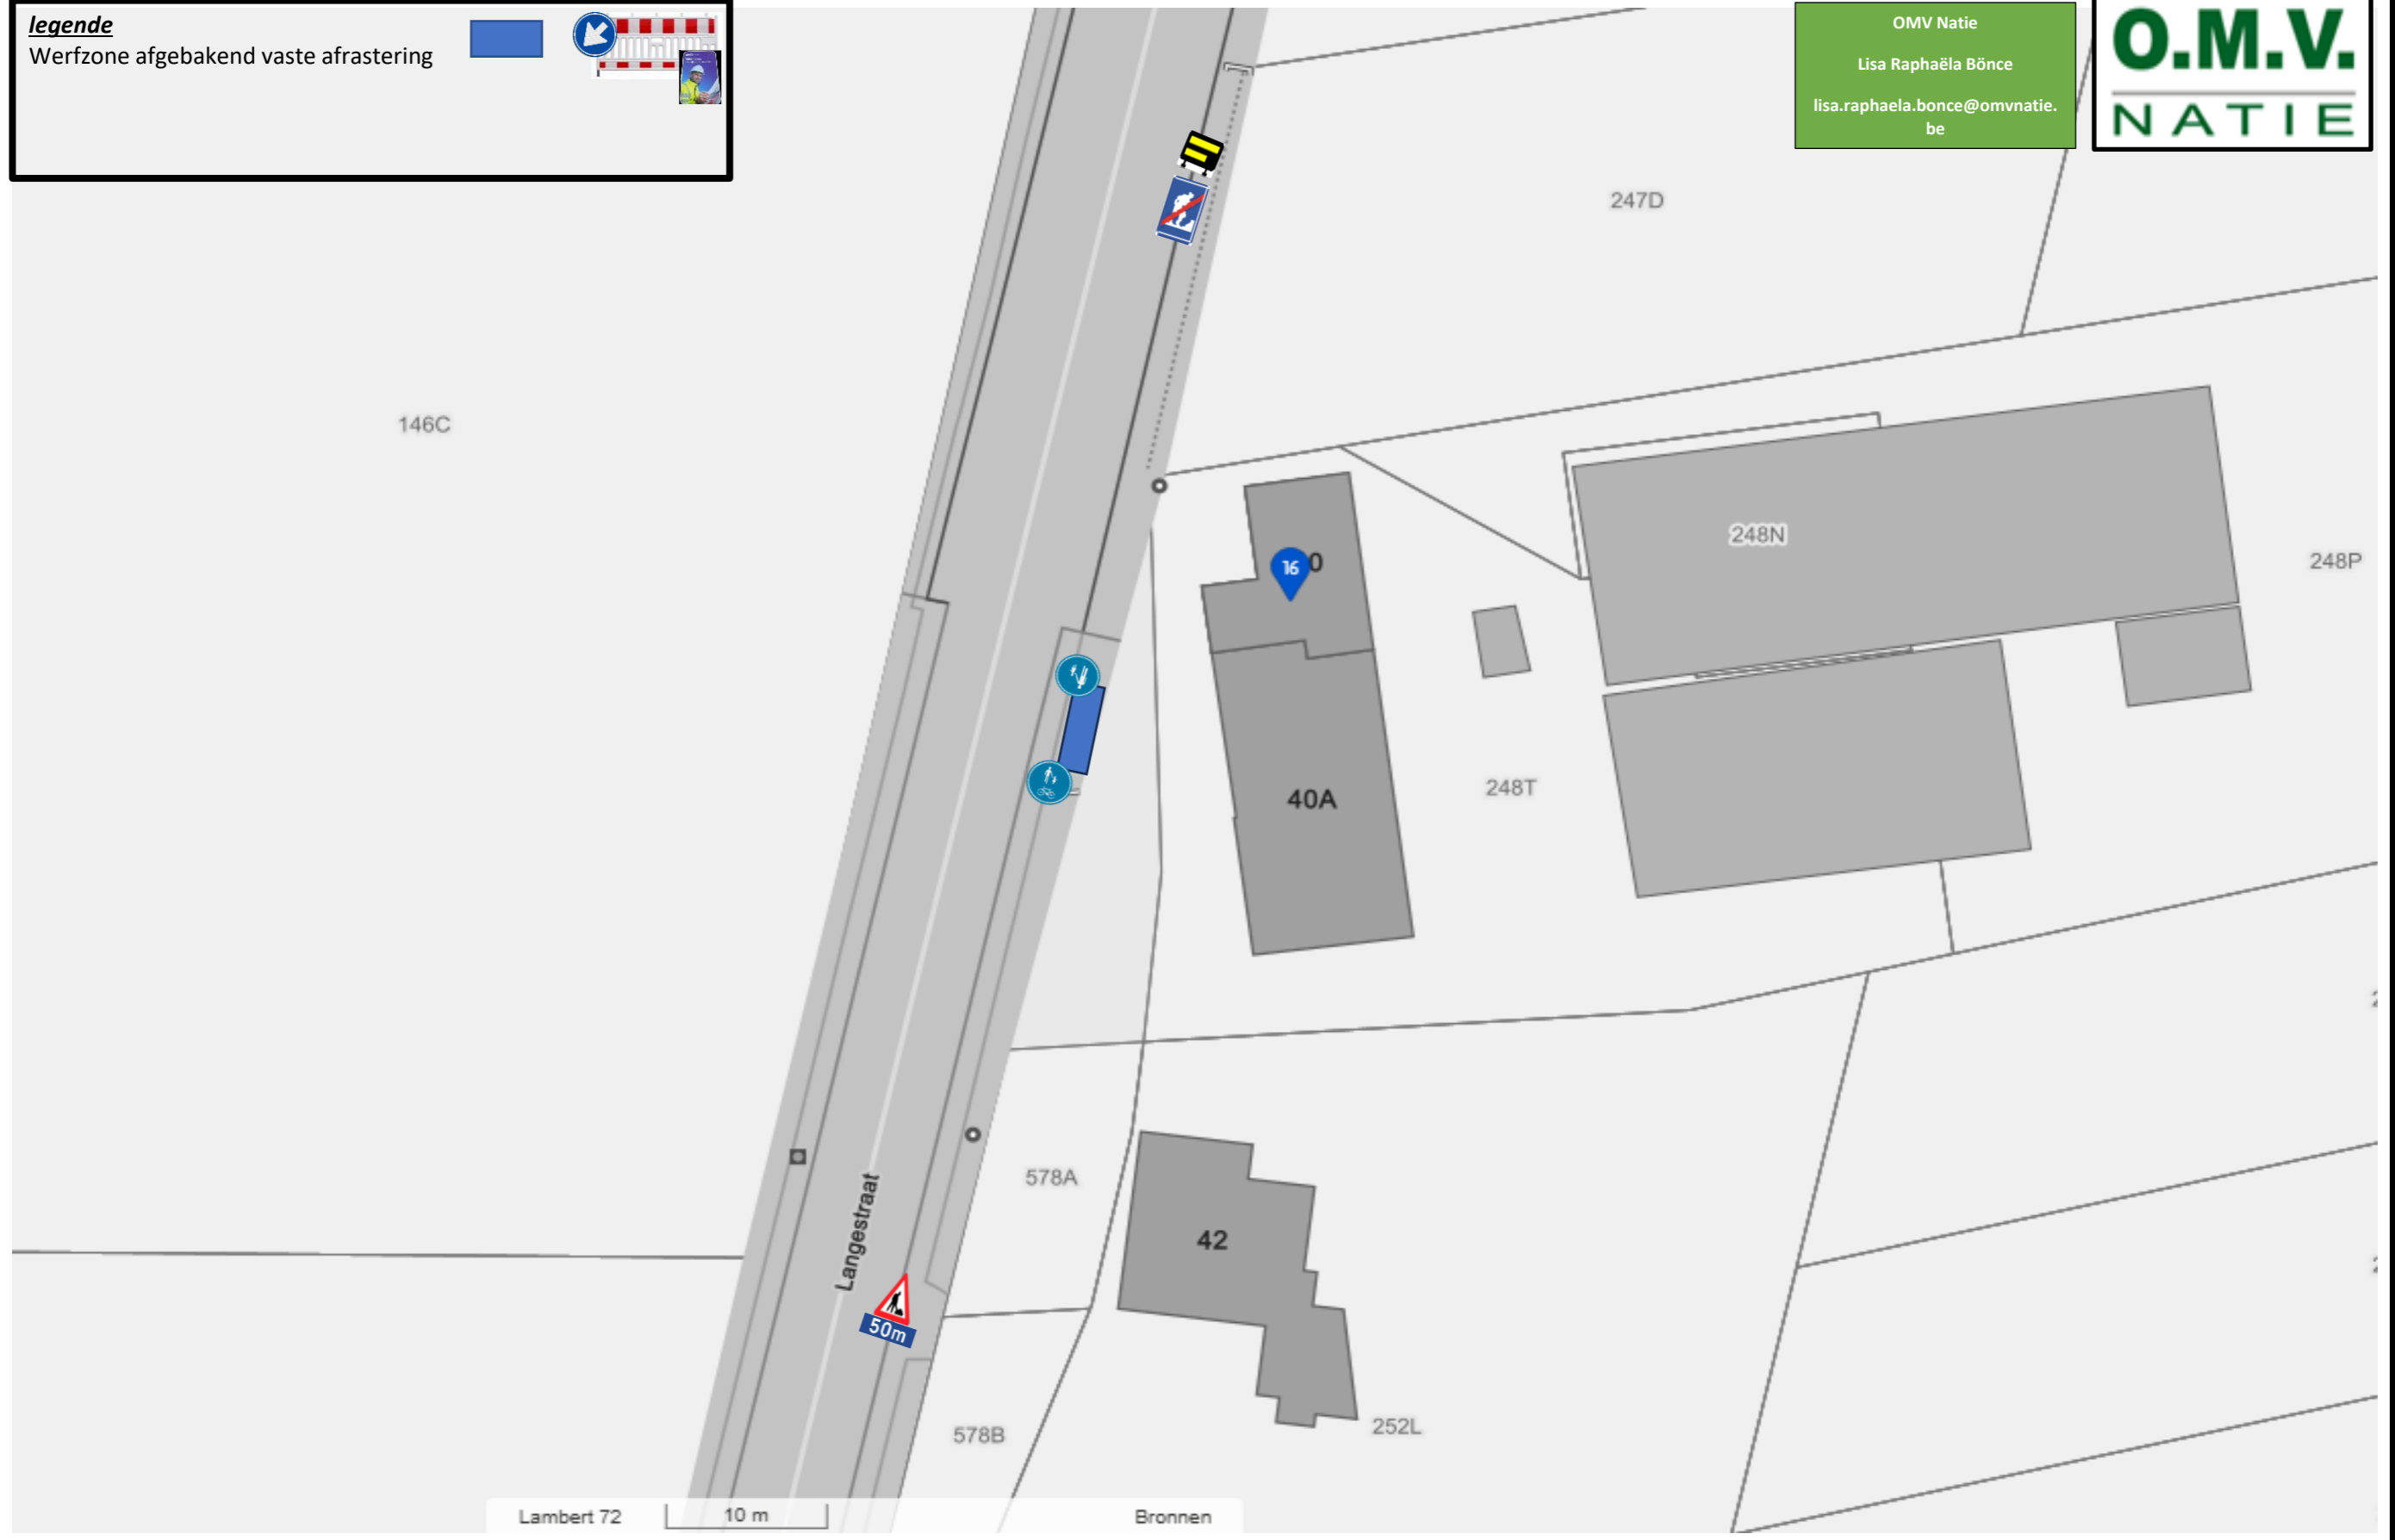 legende
Werfzone afgebakend vaste afrastering
OMV Natie
Lisa Raphaëla Bönce
lisa.raphaela.bonce@omvnatie.
be
O.M.V.
NATIE
247D
146C
248N
248P
16
0
40A
248T
578A
Langestraat
42
50m
578B
252L
Lambert 72
10 m
Bronnen